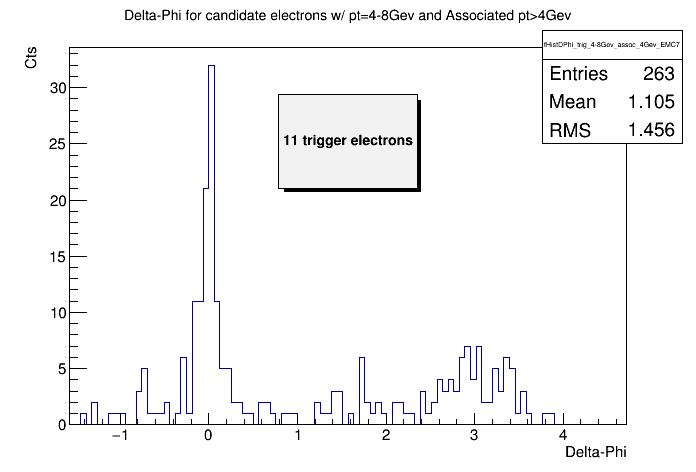 Delta-Phi for candidate electrons w/ pt=4-8Gev and Associated pt>4Gev
fHistDPhi_trig_4-8Gev_assoc_4Gev_EMC7
Entries 263
Mean 1.105
RMS 1.456
Cts
11 trigger electrons
30
25
20
15
10
5
0
−1 0 1 2 3 4
Delta-Phi